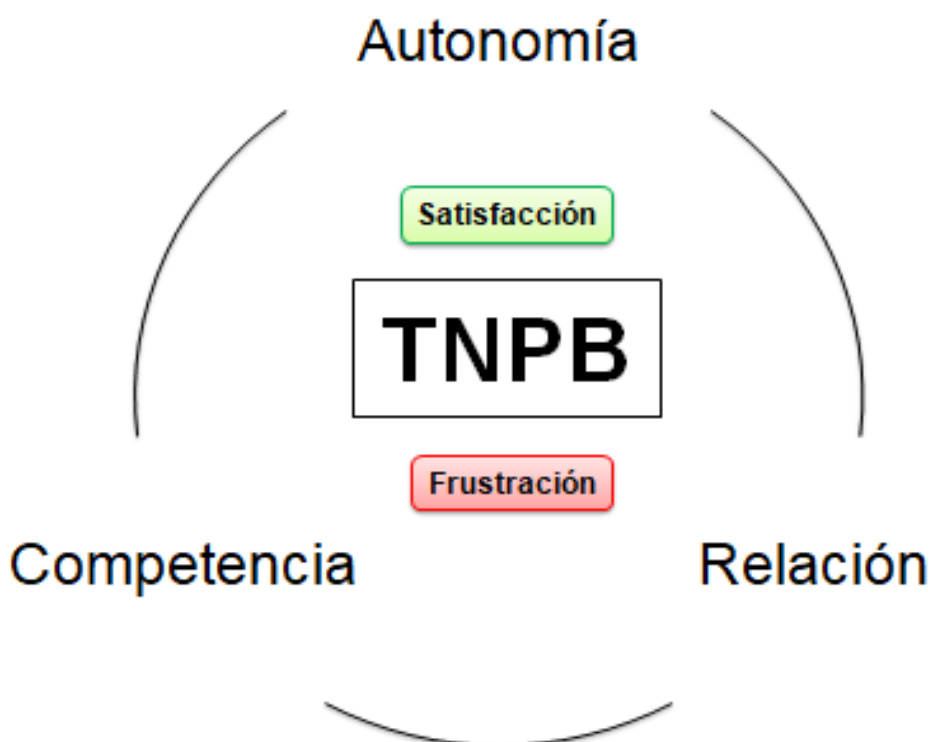 Autonomía
Satisfacción
TNPB
Frustración
Competencia
Relación